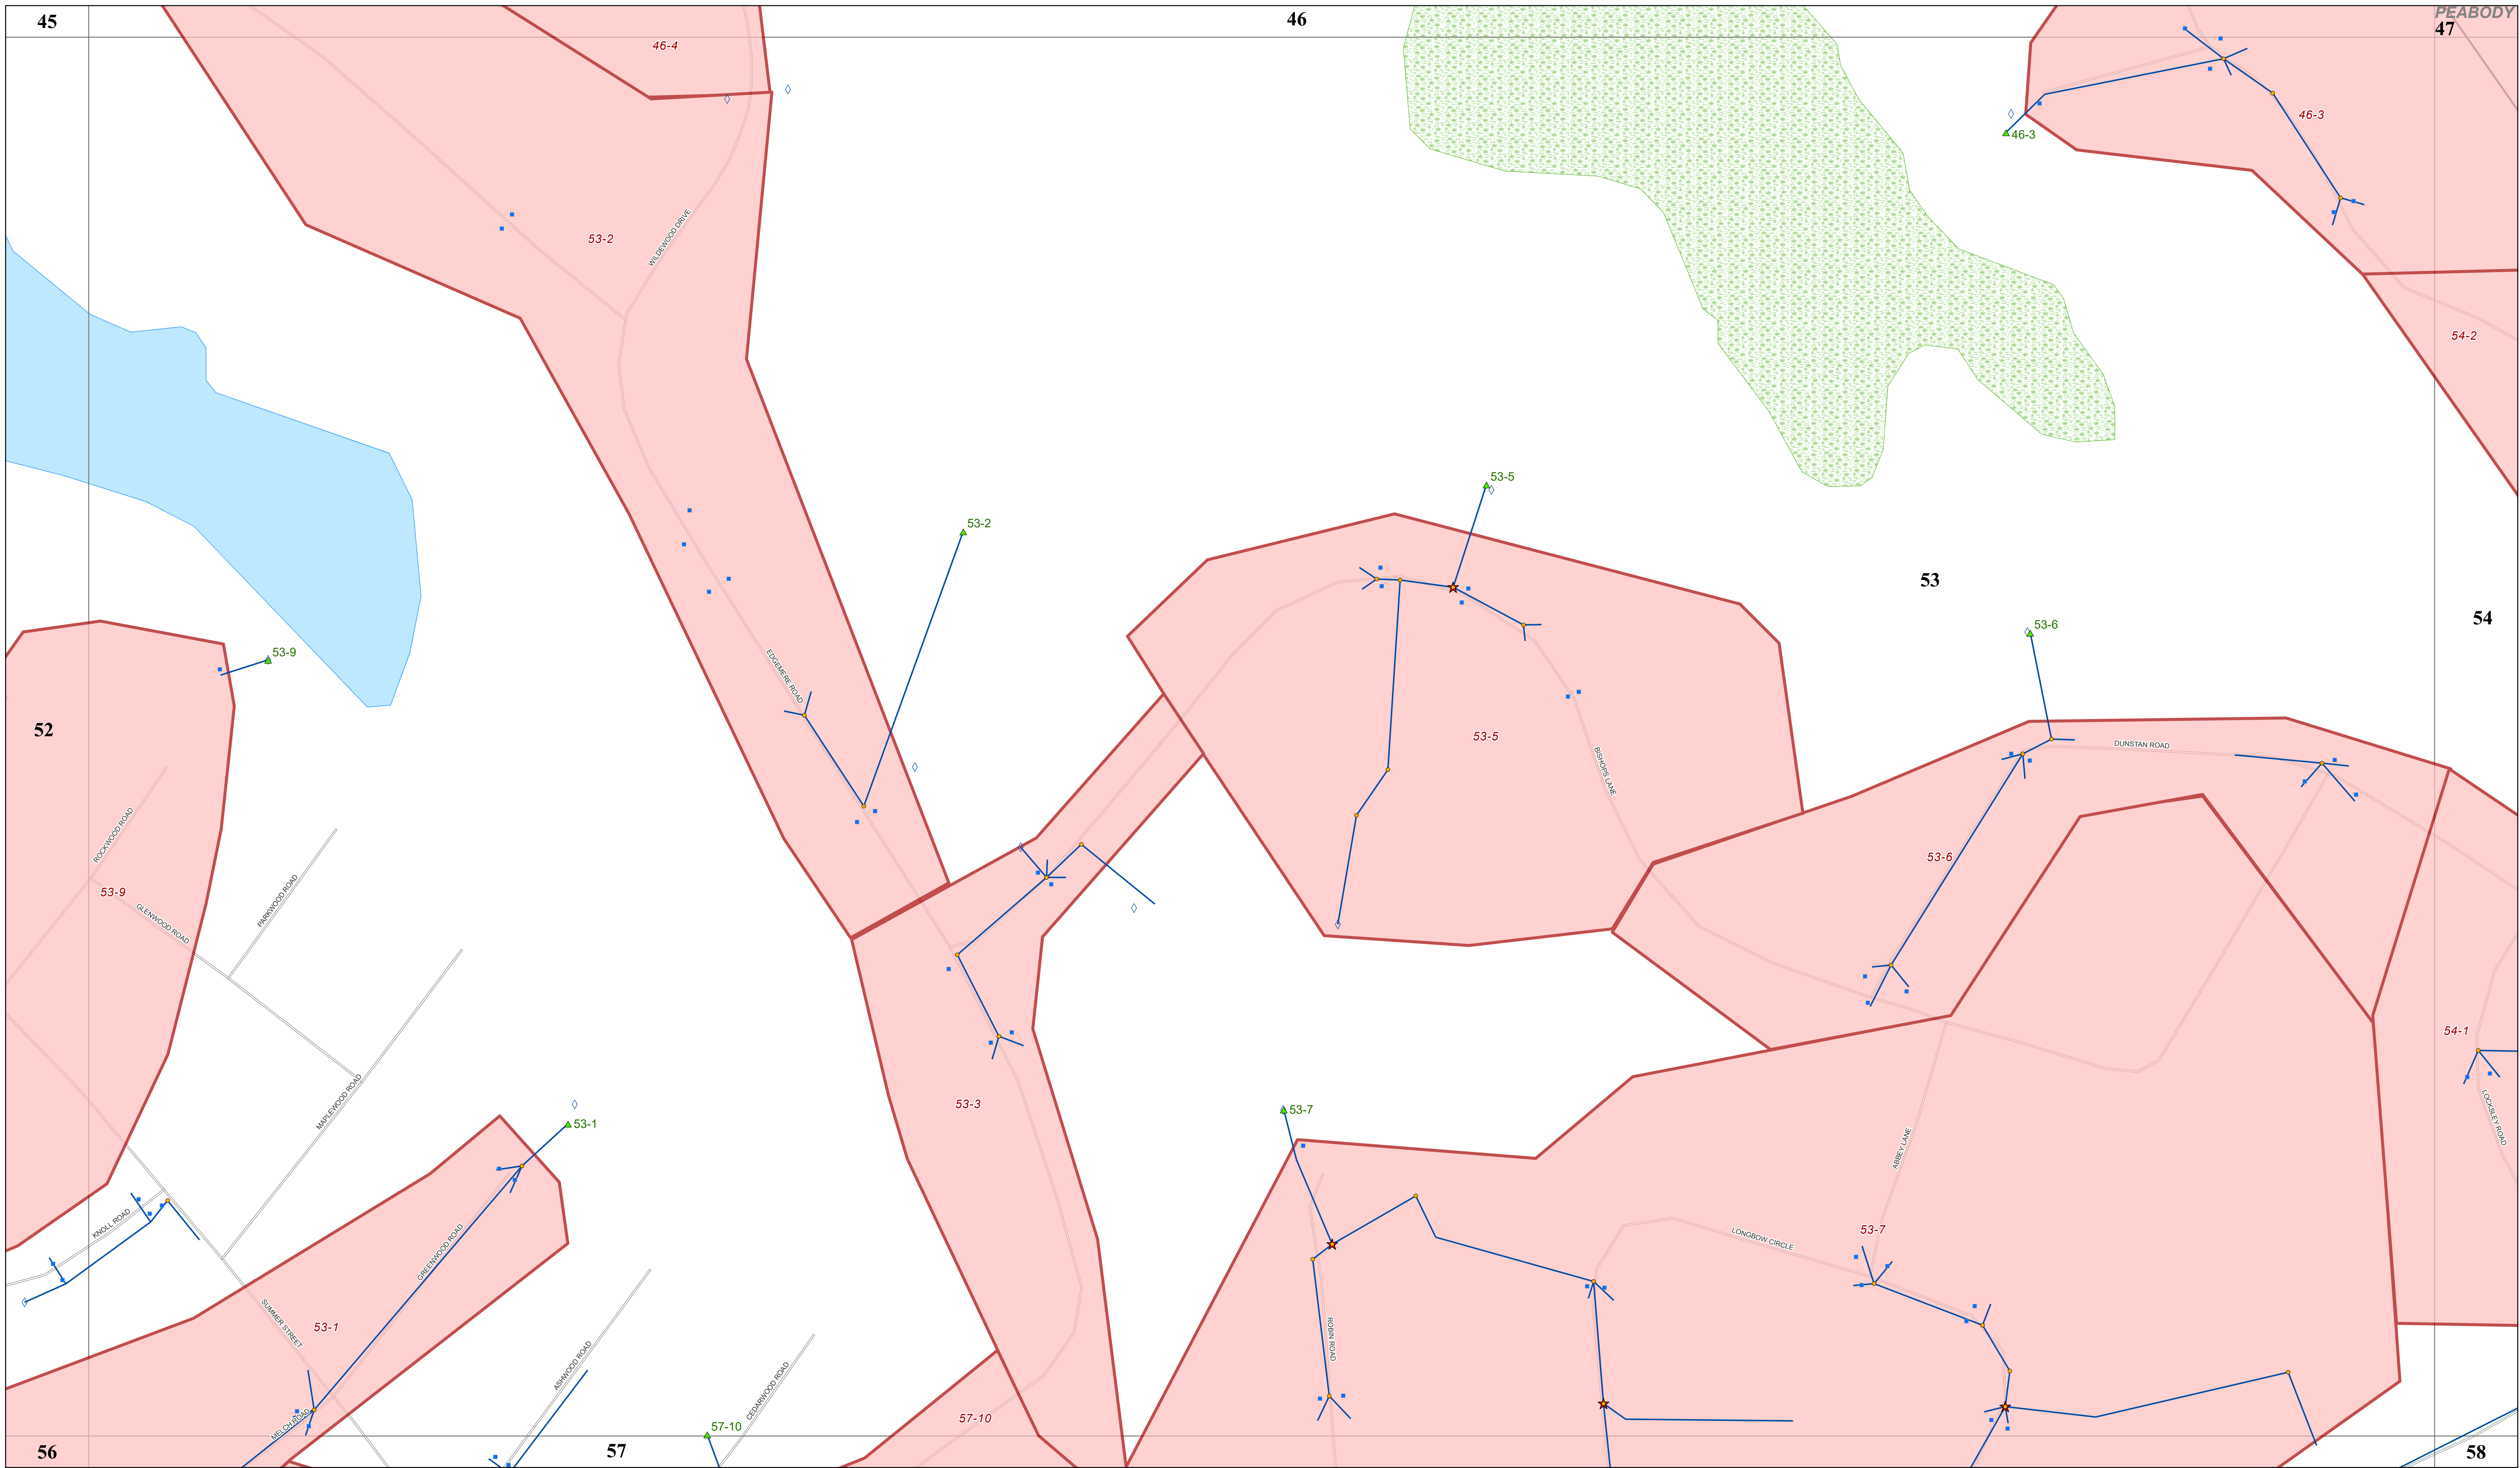 PEABODY
45
46
47
46-4
46-3
46-3
53-2
WILDEWOOD DRIVE
54-2
53-5
53-2
53
54
53-6
53-9
52
EDGEMERE ROAD
53-5
BISHOPS LANE
DUNSTAN ROAD
53-6
ROCKWOOD ROAD
53-9
PARKWOOD ROAD
GLENWOOD ROAD
54-1
MAPLEWOOD ROAD
53-3
53-7
53-1
LOCKSLEY ROAD
ABBEY LANE
KNOLL ROAD
53-7
LONGBOW CIRCLE
GREENWOOD ROAD
SUMMER STREET
53-1
ROBIN ROAD
ASHWOOD ROAD
CEDARWOOD ROAD
MELCH ROAD
57-10
57-10
56
57
58